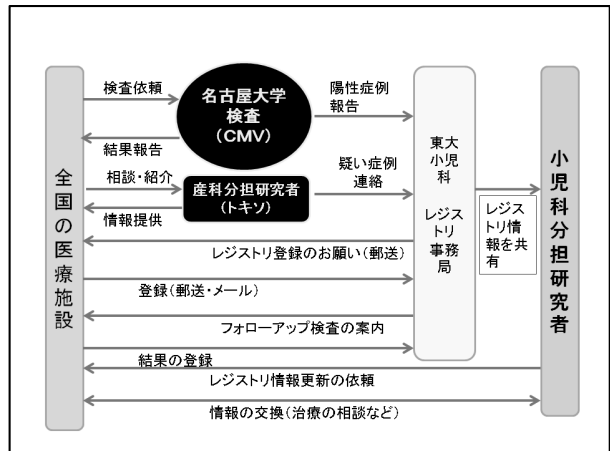 全国の医療施設
検査依頼
結果報告
名古屋大学
検査
（CMV）
陽性症例
報告
相談・紹介
情報提供
産科分担研究者
（トキソ）
疑い症例
連絡
レジストリ登録のお願い（郵送）
登録（郵送・メール）
フォローアップ検査の案内
結果の登録
レジストリ情報更新の依頼
情報の交換（治療の相談など）
東大
小児
科
レジス
トリ
事務
局
レジス
トリ情
報を共
有
小児科分担研究者